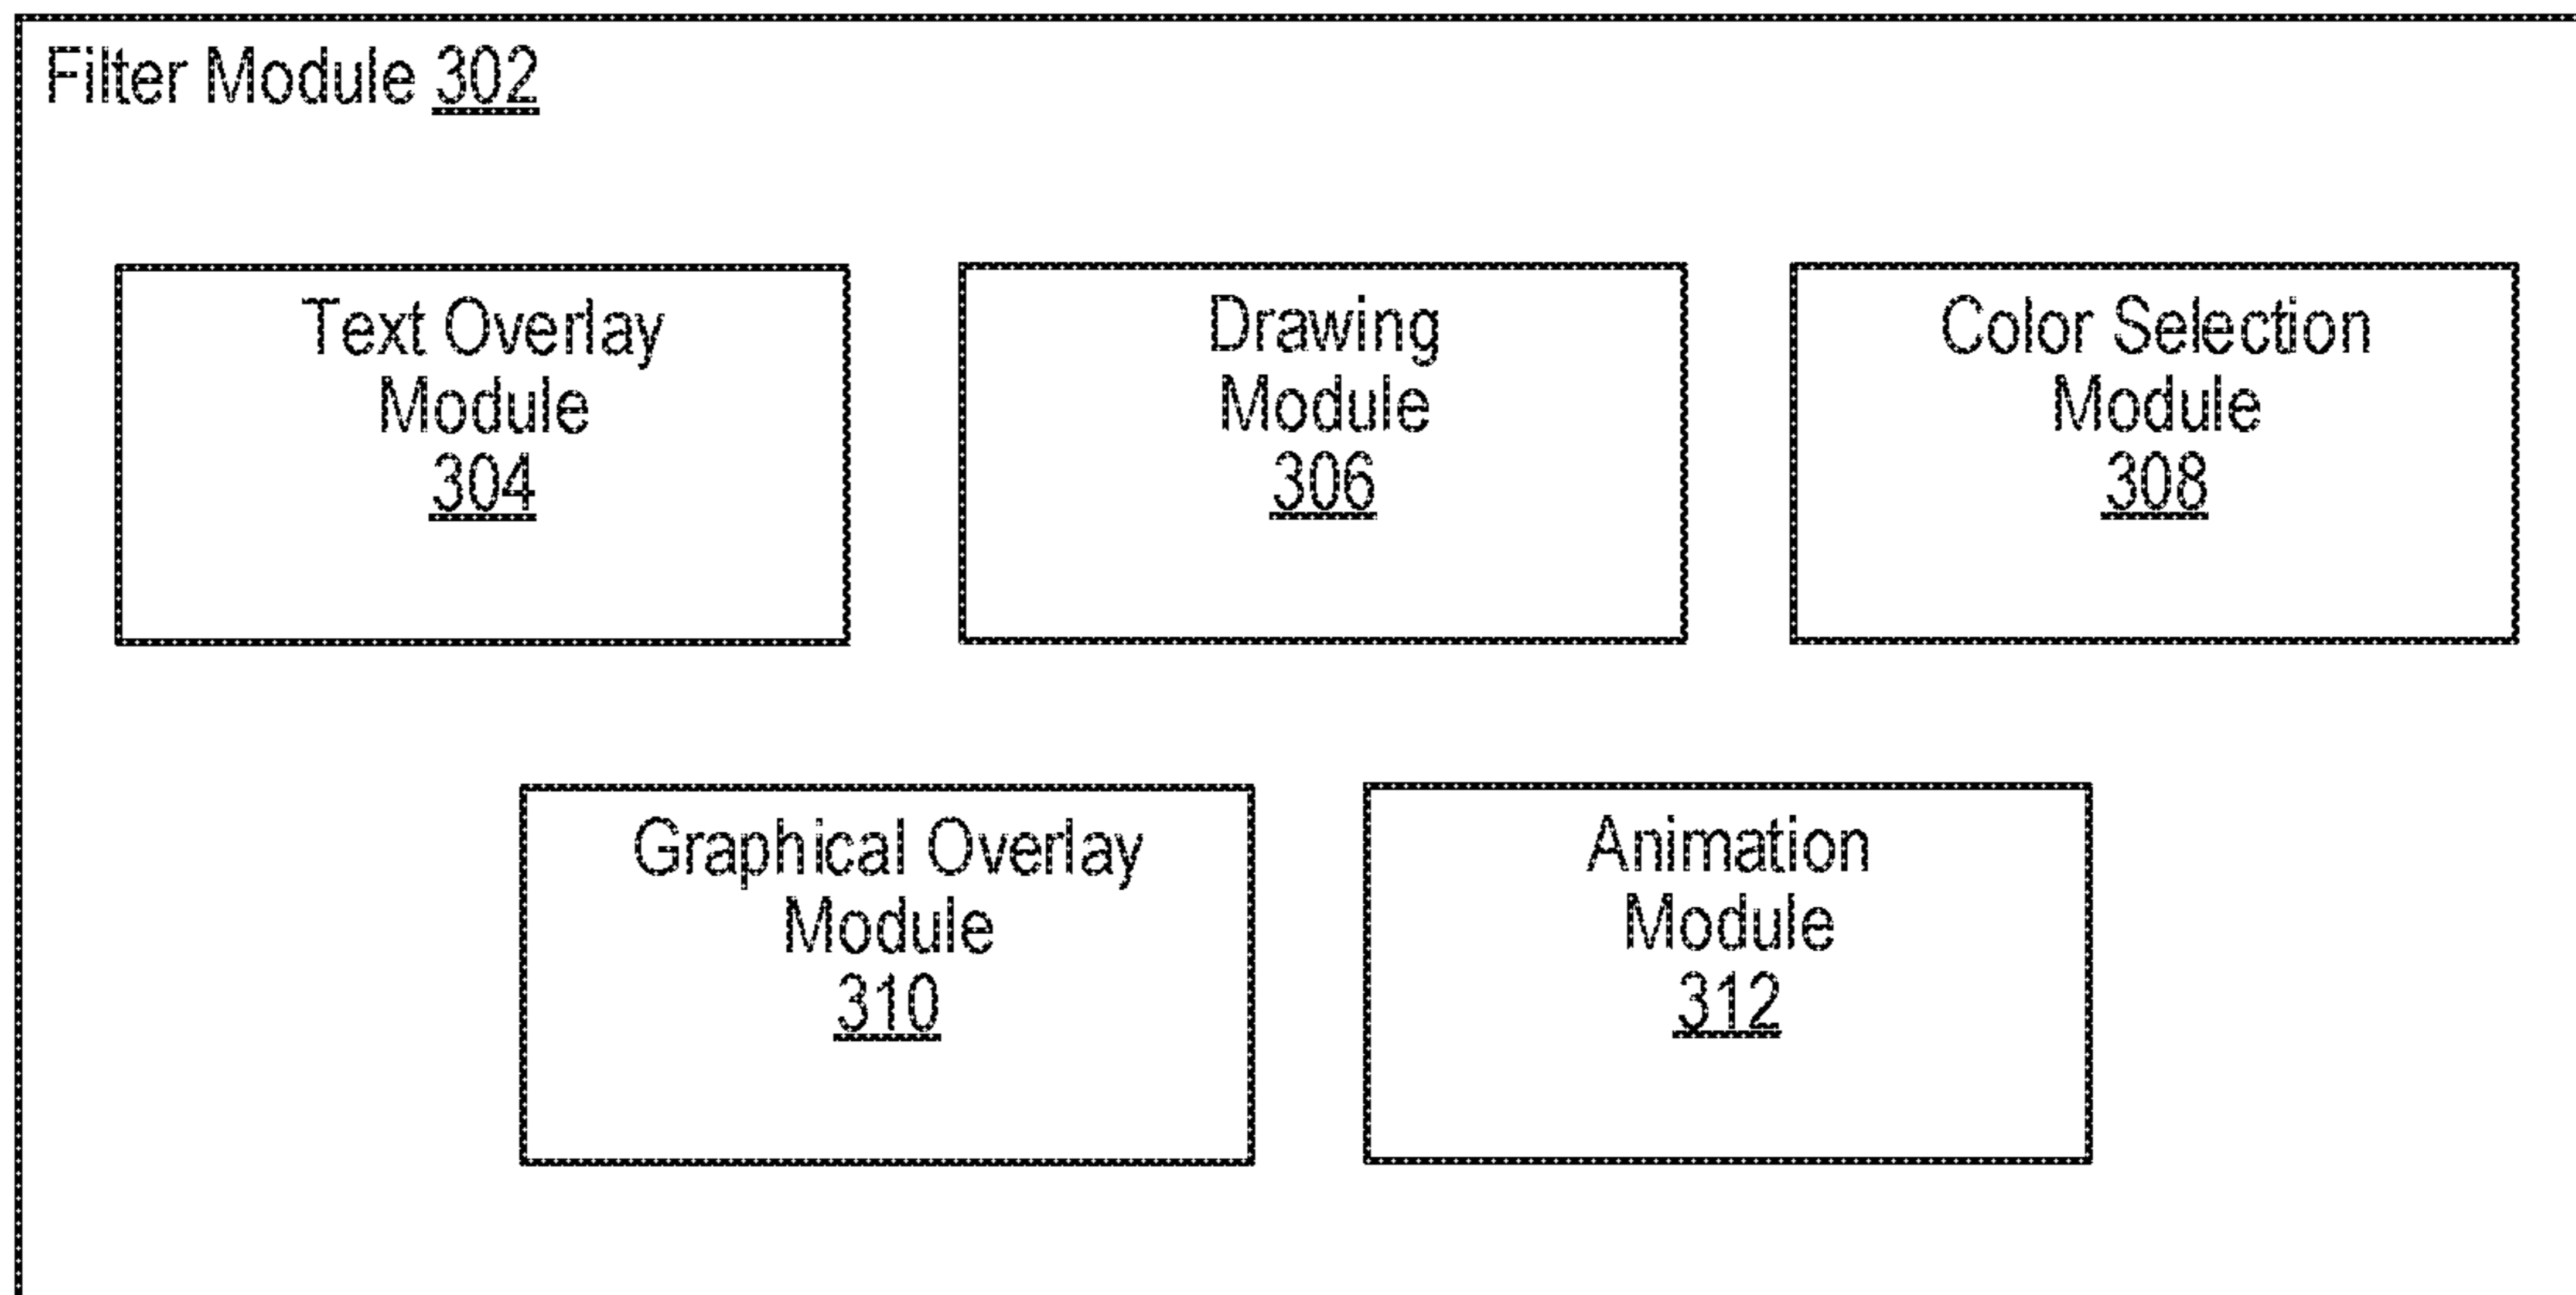 Filter Module 302
Text Overlay
Module
304
Drawing
Module
306
Color Selection
Module
308
Graphical Overlay
Module
310
Animation
Module
312